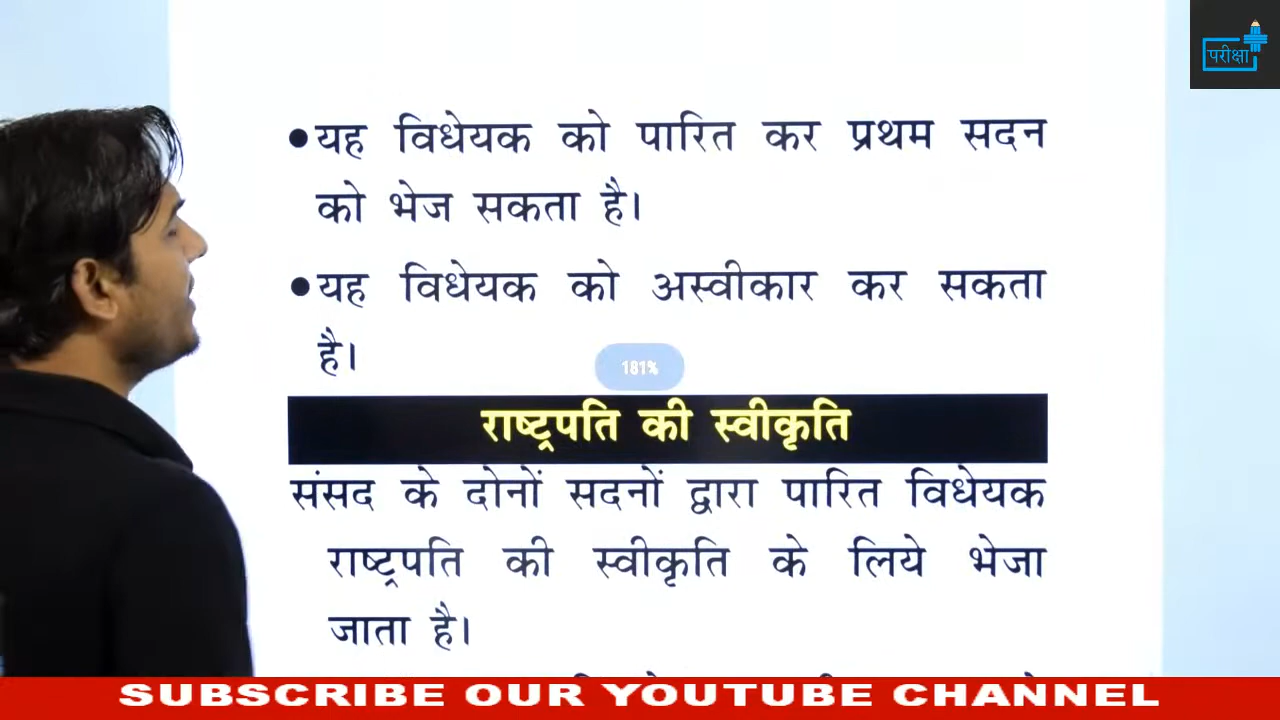 परीक्षा
•यह विधेयक को पारित कर प्रथम सदन
को भेज सकता है।
•यह विधेयक को अस्वीकार कर सकता
है।
181%
राष्ट्रपति की स्वीकृति
संसद के दोनों सदनों द्वारा पारित विधेयक
राष्ट्रपति की स्वीकृति के लिये भेजा
जाता है।
SUBSCRIBE OUR YOUTUBE CHANNEL